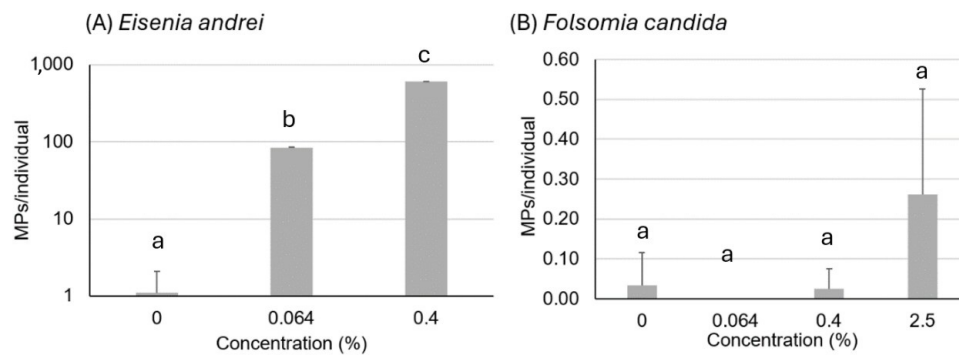 (A) Eisenia andrei
MPs/individual
1,000
100
10
1
a
b
c
0
0.064
0.4
Concentration (%)
(B) Folsomia candida
MPs/individual
0.60
0.50
0.40
0.30
0.20
0.10
0.00
a
a
a
a
0
0.064
0.4
2.5
Concentration (%)